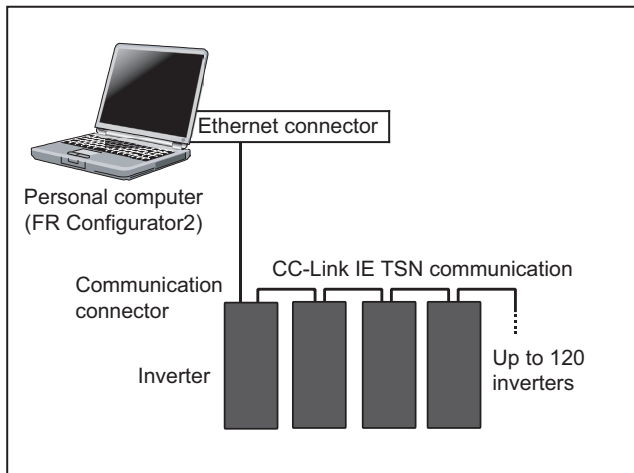 Ethernet connector
Personal computer
(FR Configurator2)
CC-Link IE TSN communication
Communication
connector
Inverter
Up to 120
inverters